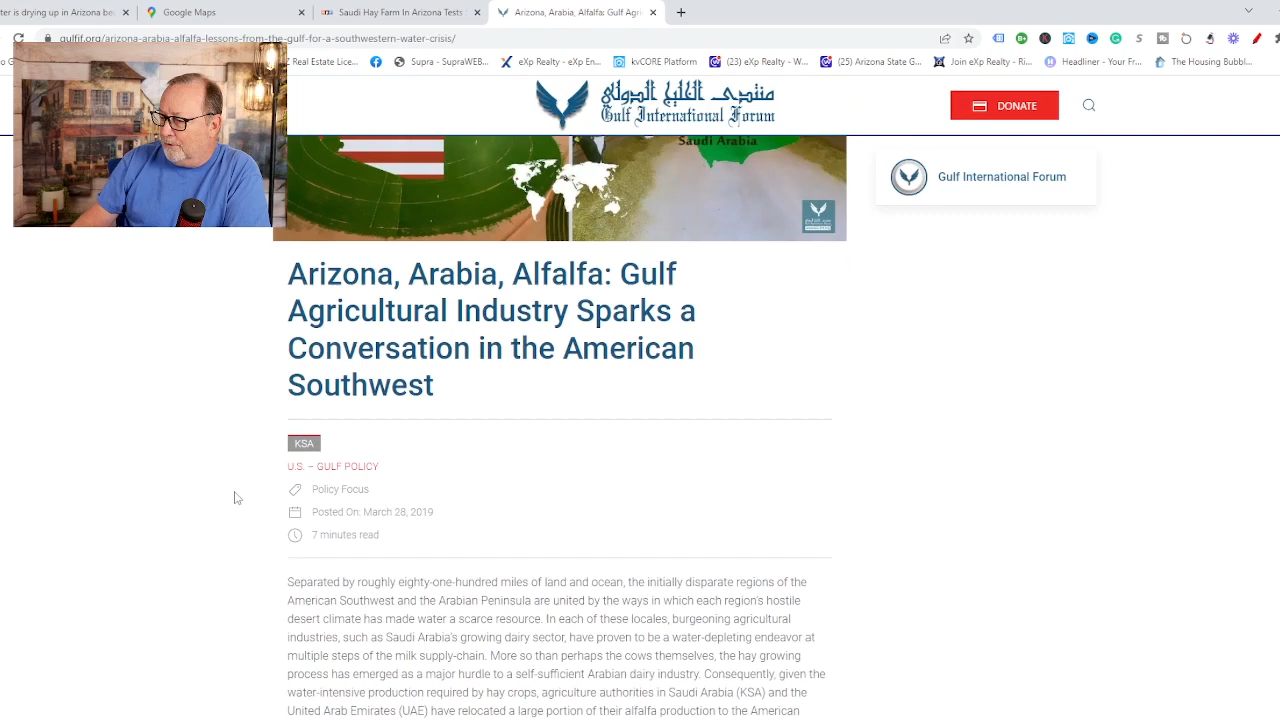 ter is drying up in Arizona be
Google Maps
Saudi Hay Farm In Arizona Tests
Arizona, Arabia, Alfalfa: Gulf Agri
gulfif.org/arizona-arabia-alfalfa-lessons-from-the-gulf-for-a-southwestern-water-crisis/
Z Real Estate Lice...
Supra - SupraWEB...
eXp Realty - eXp En...
kvCORE Platform
(23) eXp Realty - W...
(25) Arizona State G...
Join eXp Realty - Ri...
Headliner - Your Fr...
The Housing Bubbl...
منتدى الخليج الدولي
Gulf International Forum
DONATE
Saudi Arabia
Gulf International Forum
Arizona, Arabia, Alfalfa: Gulf
Agricultural Industry Sparks a
Conversation in the American
Southwest
KSA
U.S. – GULF POLICY
Policy Focus
Posted On: March 28, 2019
7 minutes read
Separated by roughly eighty-one-hundred miles of land and ocean, the initially disparate regions of the
American Southwest and the Arabian Peninsula are united by the ways in which each region's hostile
desert climate has made water a scarce resource. In each of these locales, burgeoning agricultural
industries, such as Saudi Arabia's growing dairy sector, have proven to be a water-depleting endeavor at
multiple steps of the milk supply-chain. More so than perhaps the cows themselves, the hay growing
process has emerged as a major hurdle to a self-sufficient Arabian dairy industry. Consequently, given the
water-intensive production required by hay crops, agriculture authorities in Saudi Arabia (KSA) and the
United Arab Emirates (UAE) have relocated a large portion of their alfalfa production to the American